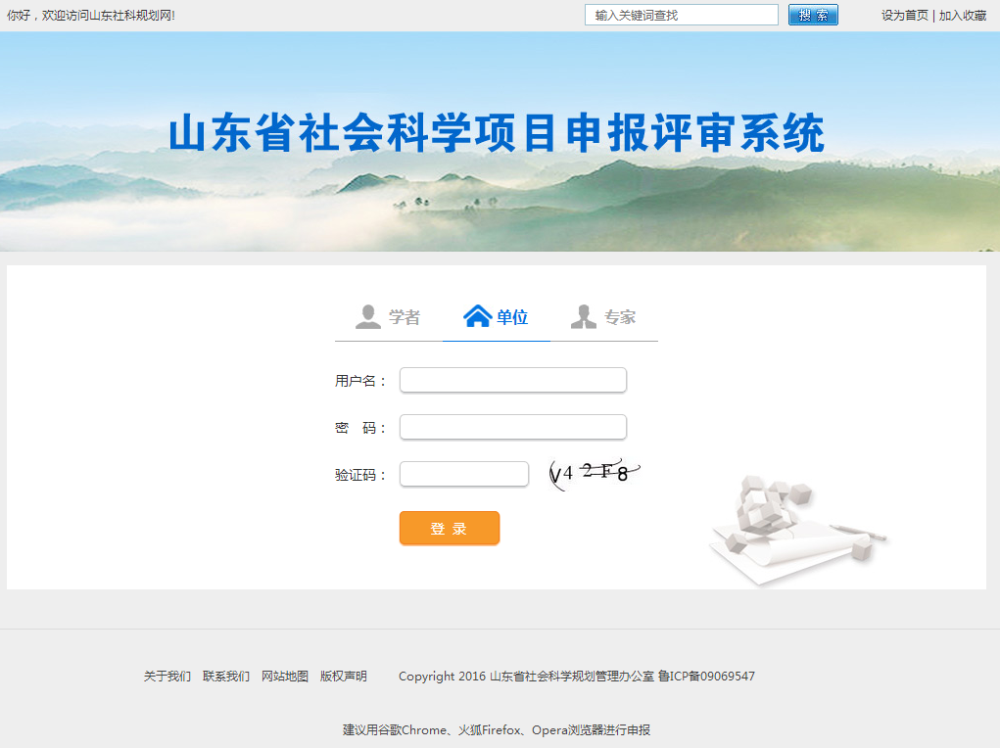 你好，欢迎访问山东社科规划网!
输入关键词查找 搜 索 设为首页 | 加入收藏
山东省社会科学项目申报评审系统
学者 单位 专家
用户名：
密 码：
验证码： V42F8
登 录
关于我们 联系我们 网站地图 版权声明 Copyright 2016 山东省社会科学规划管理办公室 鲁ICP备09069547
建议用谷歌Chrome、火狐Firefox、Opera浏览器进行申报